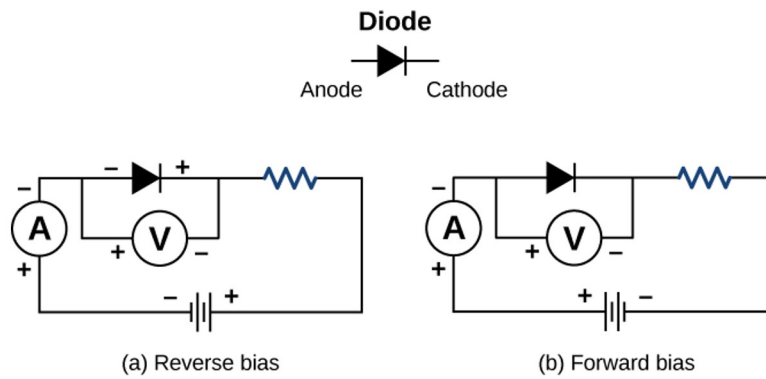 Diode
Anode Cathode
− +
−
A
+
+ V −
− +
(a) Reverse bias
−
A
+
+ V −
+ −
(b) Forward bias